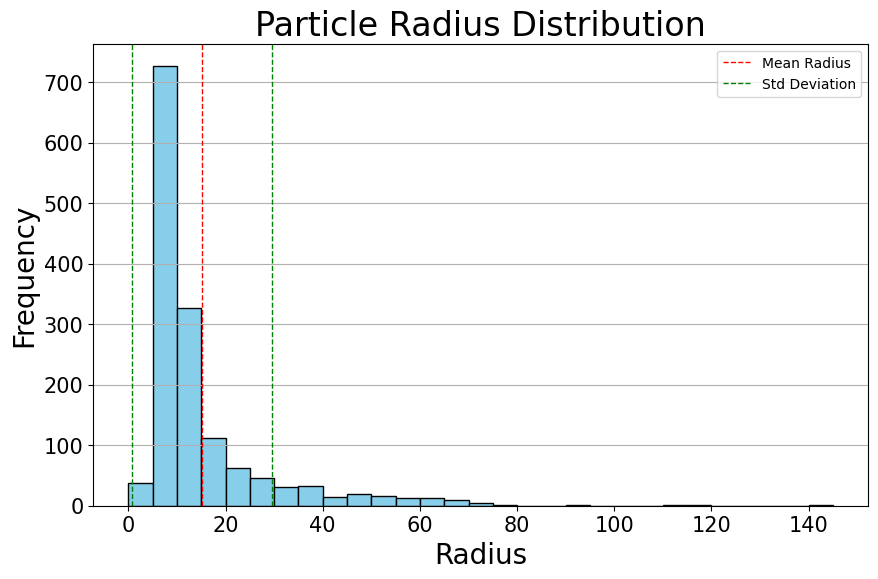 Particle Radius Distribution
Mean Radius
Std Deviation
700
600
500
400
300
200
100
0
Frequency
0 20 40 60 80 100 120 140
Radius